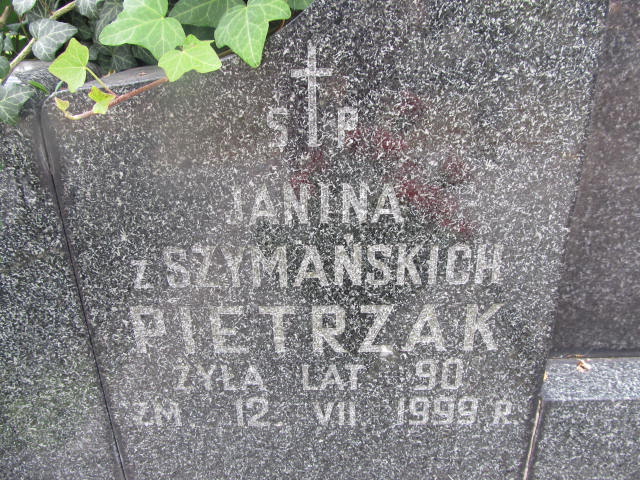 Ś P
JANINA
z SZYMAŃSKICH
PIETRZAK
ŻYŁA LAT 90
ZM. 12. VII 1999 R.